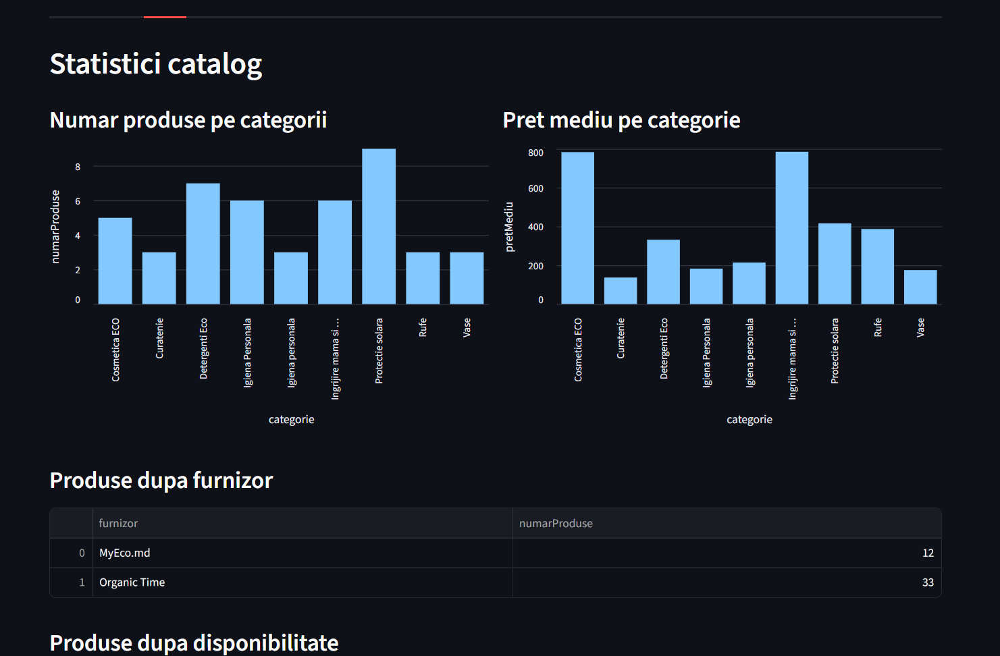 Statistici catalog
Numar produse pe categorii
numarProduse
8
6
4
2
0
Cosmetica ECO
Curatenie
Detergenti Eco
Igiena Personala
Igiena personala
Ingrijire mama si …
Protectie solara
Rufe
Vase
categorie
Pret mediu pe categorie
pretMediu
800
600
400
200
0
Cosmetica ECO
Curatenie
Detergenti Eco
Igiena Personala
Igiena personala
Ingrijire mama si …
Protectie solara
Rufe
Vase
categorie
Produse dupa furnizor
furnizor numarProduse
0 MyEco.md 12
1 Organic Time 33
Produse dupa disponibilitate